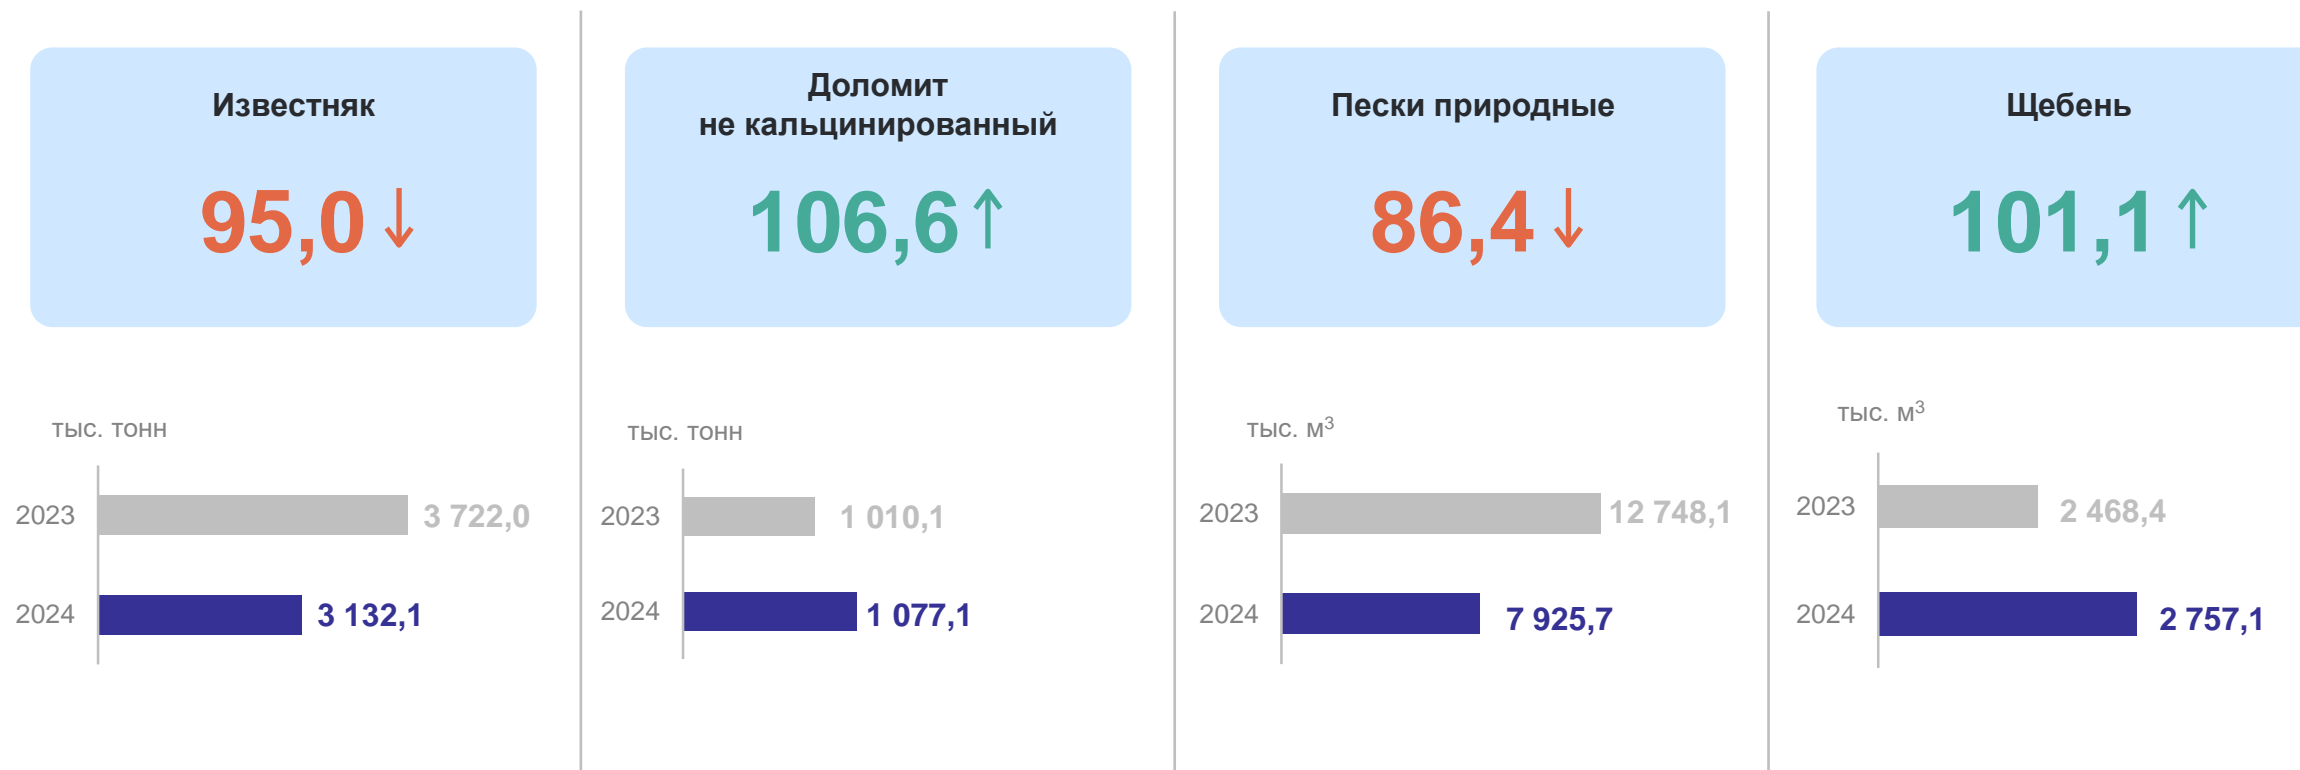 Известняк
95,0↓
тыс. тонн
2023 3 722,0
2024 3 132,1
Доломит
не кальцинированный
106,6↑
тыс. тонн
2023 1 010,1
2024 1 077,1
Пески природные
86,4↓
тыс. м³
2023 12 748,1
2024 7 925,7
Щебень
101,1↑
тыс. м³
2023 2 468,4
2024 2 757,1